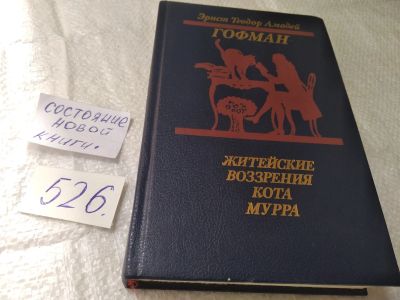 Эрнст Теодор Амадей
ГОФМАН
ЖИТЕЙСКИЕ
ВОЗЗРЕНИЯ
КОТА
МУРРА
СОСТОЯНИЕ
НОВОЙ
КНИГИ.
526.